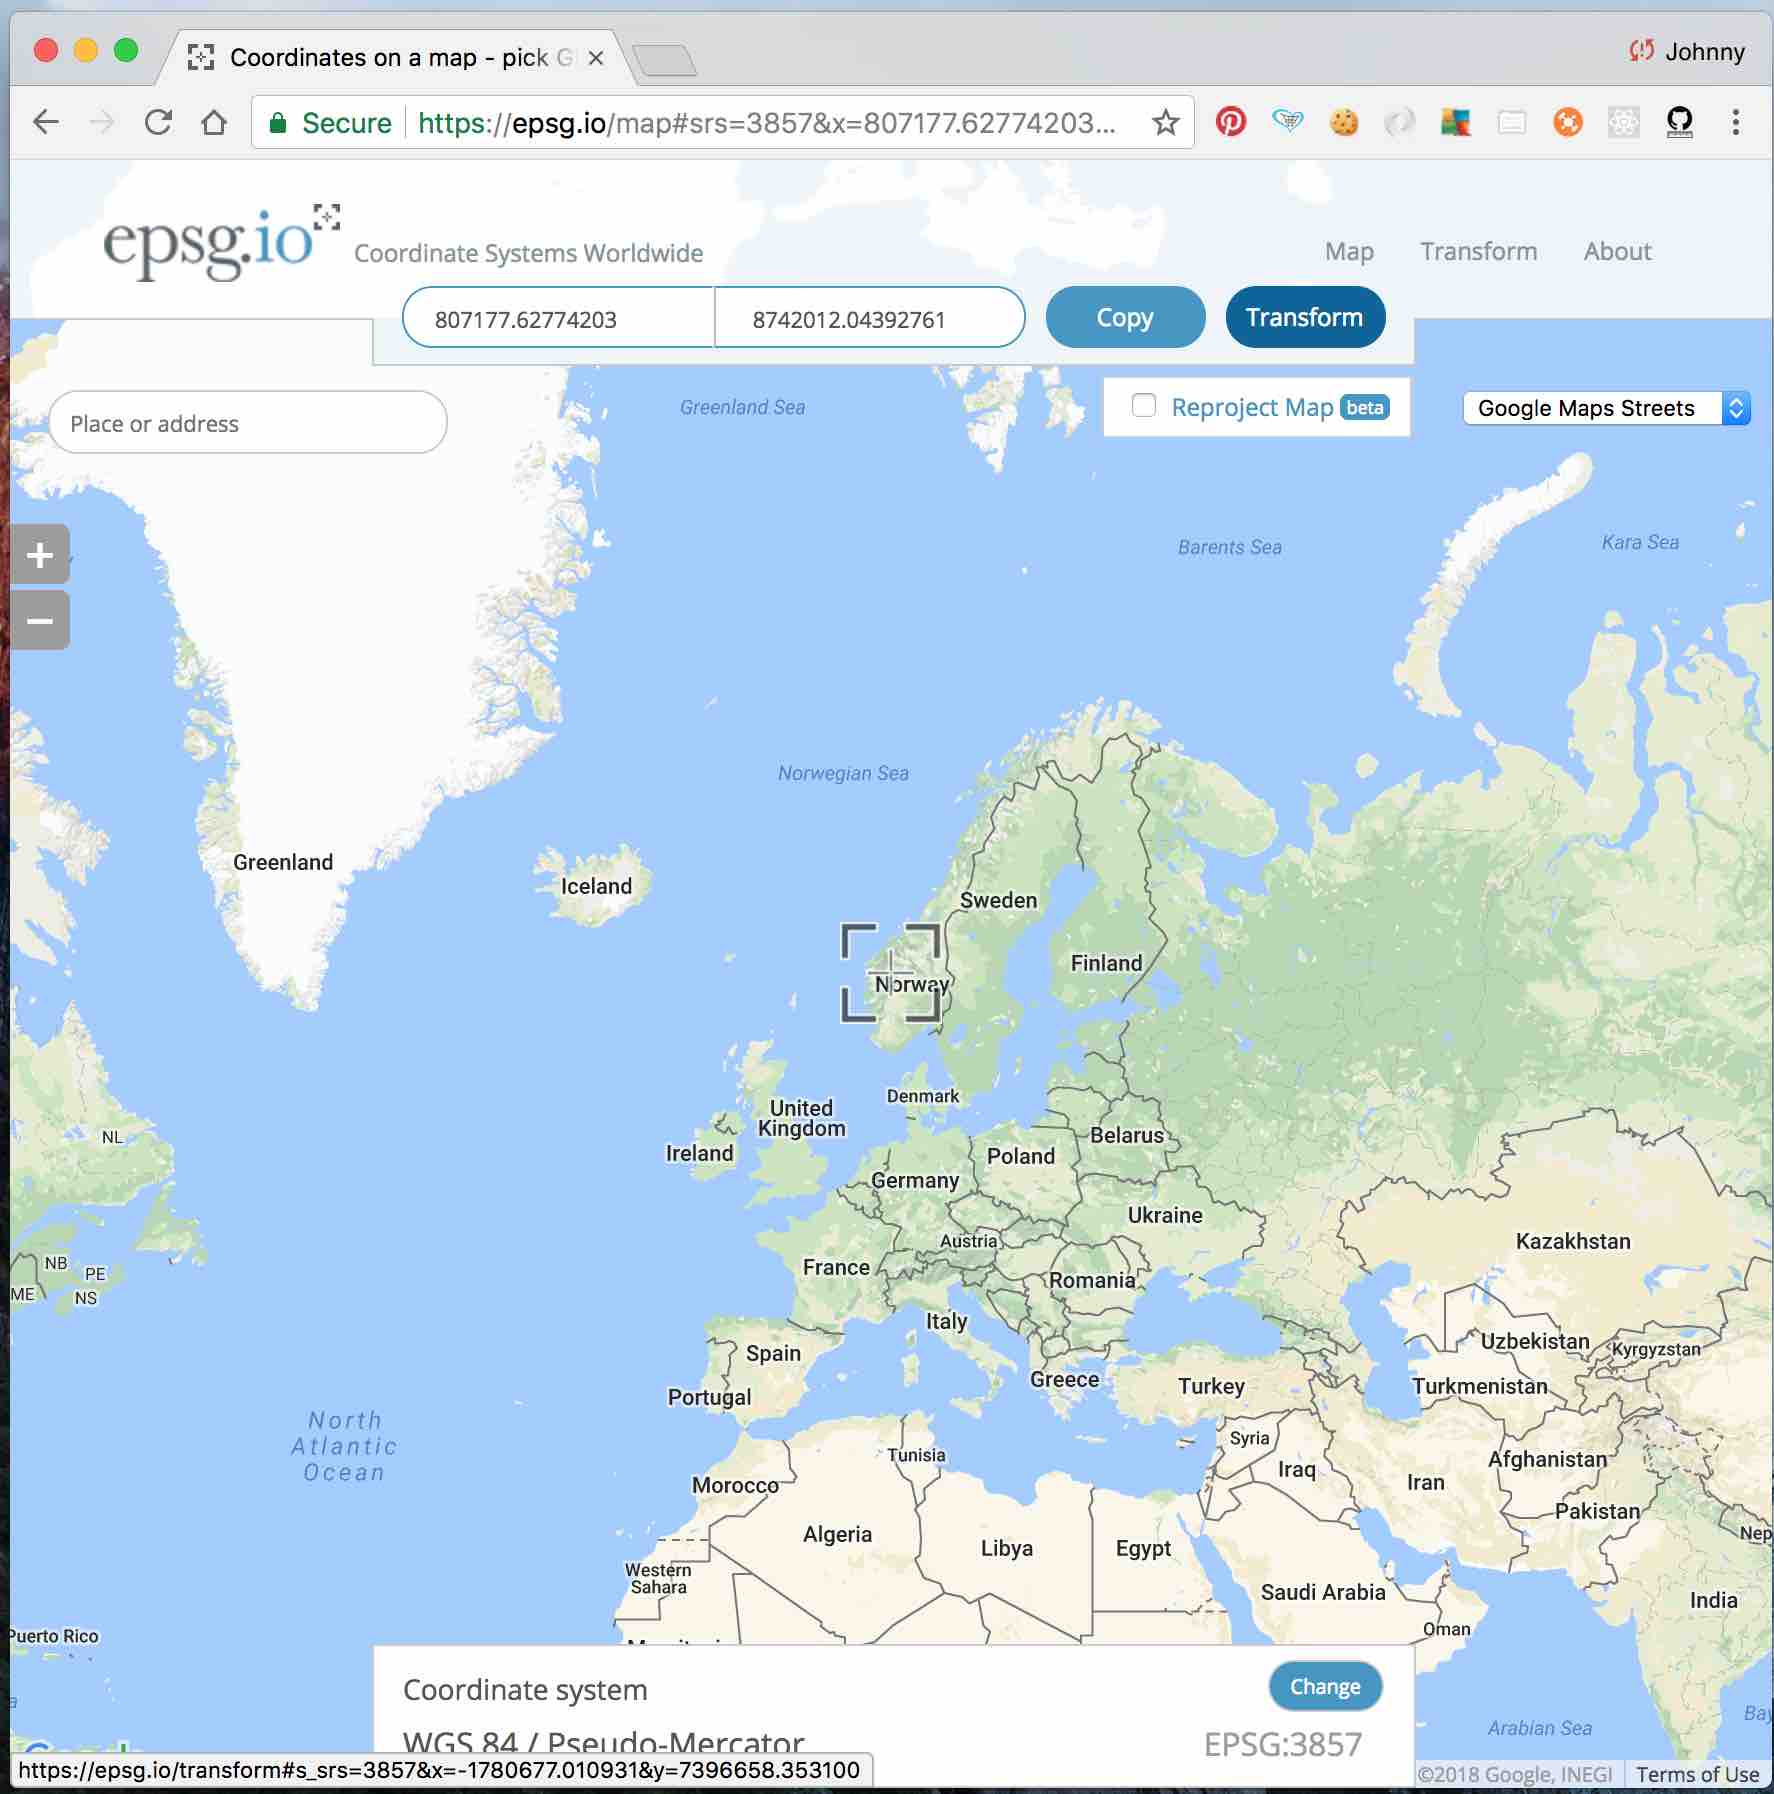 Coordinates on a map - pick G
Johnny
Secure https://epsg.io/map#srs=3857&x=807177.62774203...
epsg.io
Coordinate Systems Worldwide
Map Transform About
807177.62774203 8742012.04392761 Copy Transform
Place or address
Greenland Sea
Reproject Map beta
Google Maps Streets
Barents Sea
Kara Sea
+
−
Norwegian Sea
Greenland
Iceland
Sweden
Finland
Norway
Denmark
United
Kingdom
Ireland
NL
Belarus
Poland
Germany
Ukraine
Austria
Kazakhstan
France
Romania
NB
PE
ME
NS
Italy
Uzbekistan
Kyrgyzstan
Spain
Greece
Turkey
Turkmenistan
Portugal
North
Atlantic
Ocean
Tunisia
Syria
Afghanistan
Morocco
Iraq
Iran
Pakistan
Algeria
Libya
Egypt
Nep
Western
Sahara
Saudi Arabia
India
Oman
Puerto Rico
Coordinate system
Change
WGS 84 / Pseudo-Mercator
EPSG:3857
Arabian Sea
Bay
https://epsg.io/transform#s_srs=3857&x=-1780677.010931&y=7396658.353100
©2018 Google, INEGI
Terms of Use